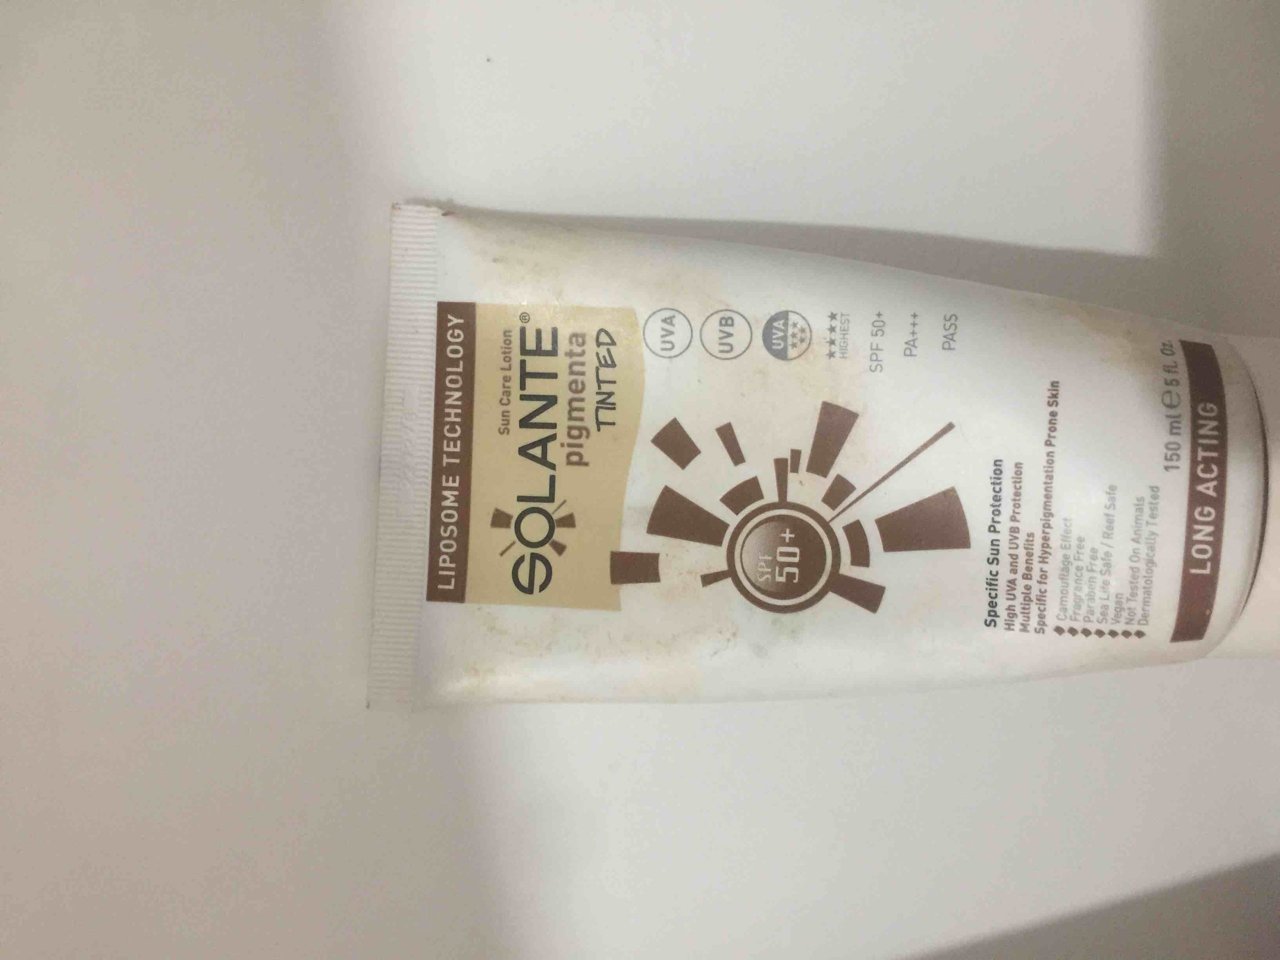 LIPOSOME TECHNOLOGY
Sun Care Lotion
SOLANTE®
pigmenta
TINTED
UVA
UVB
UVA
HIGHEST
SPF 50+
PA+++
PASS
SPF
50+
Specific Sun Protection
High UVA and UVB Protection
Multiple Benefits
Specific for Hyperpigmentation Prone Skin
Camouflage Effect
Fragrance Free
Paraben Free
Sea Life Safe / Reef Safe
Vegan
Not Tested On Animals
Dermatologically Tested
150 ml ℮ 5 fl. Oz.
LONG ACTING